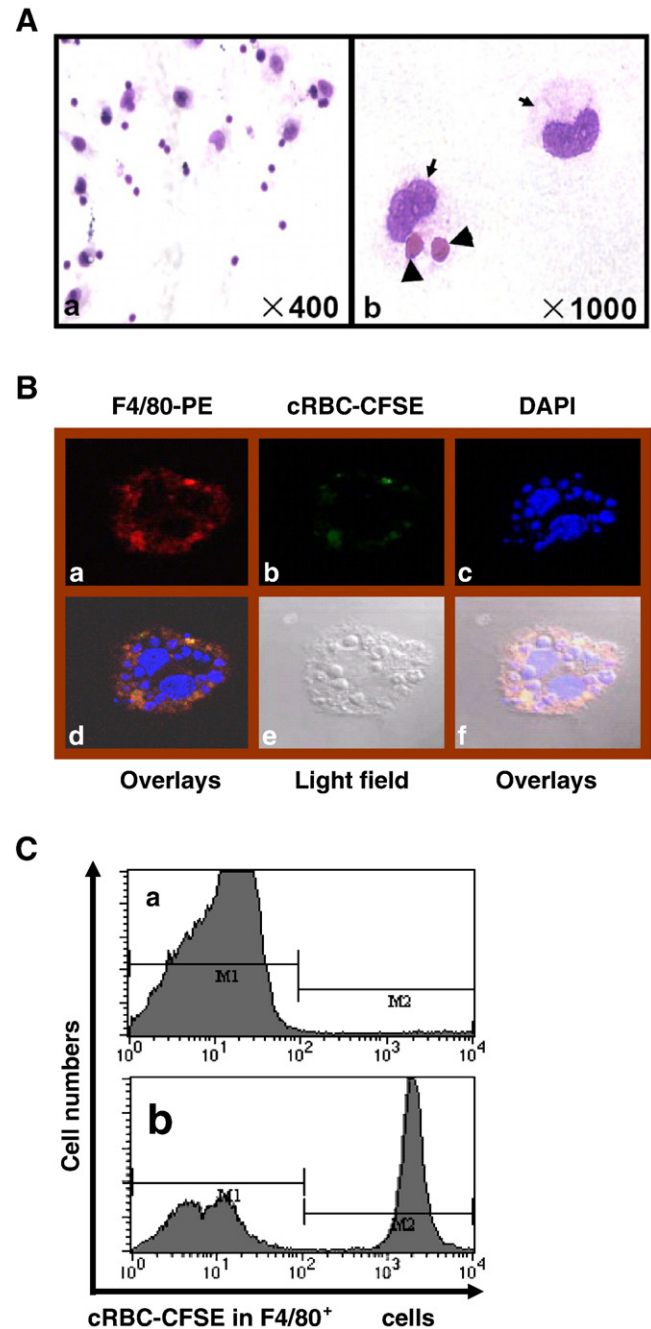 A
a
×400
b
×1000
B
F4/80-PE cRBC-CFSE DAPI
a b c
d e f
Overlays Light field Overlays
C
a
M1
M2
10⁰ 10¹ 10² 10³ 10⁴
b
M1
M2
10⁰ 10¹ 10² 10³ 10⁴
Cell numbers
cRBC-CFSE in F4/80⁺ cells